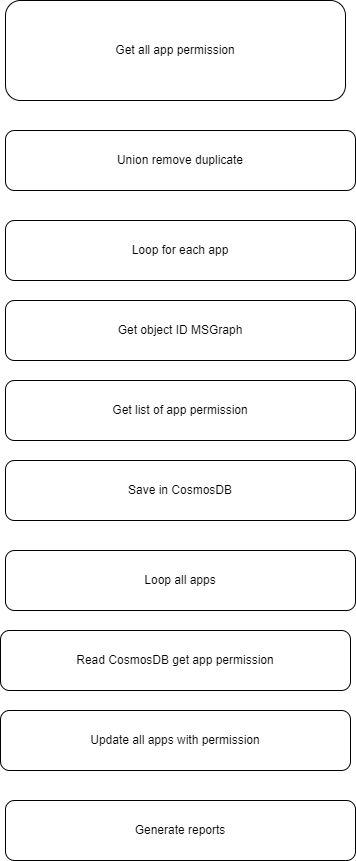 Get all app permission
Union remove duplicate
Loop for each app
Get object ID MSGraph
Get list of app permission
Save in CosmosDB
Loop all apps
Read CosmosDB get app permission
Update all apps with permission
Generate reports